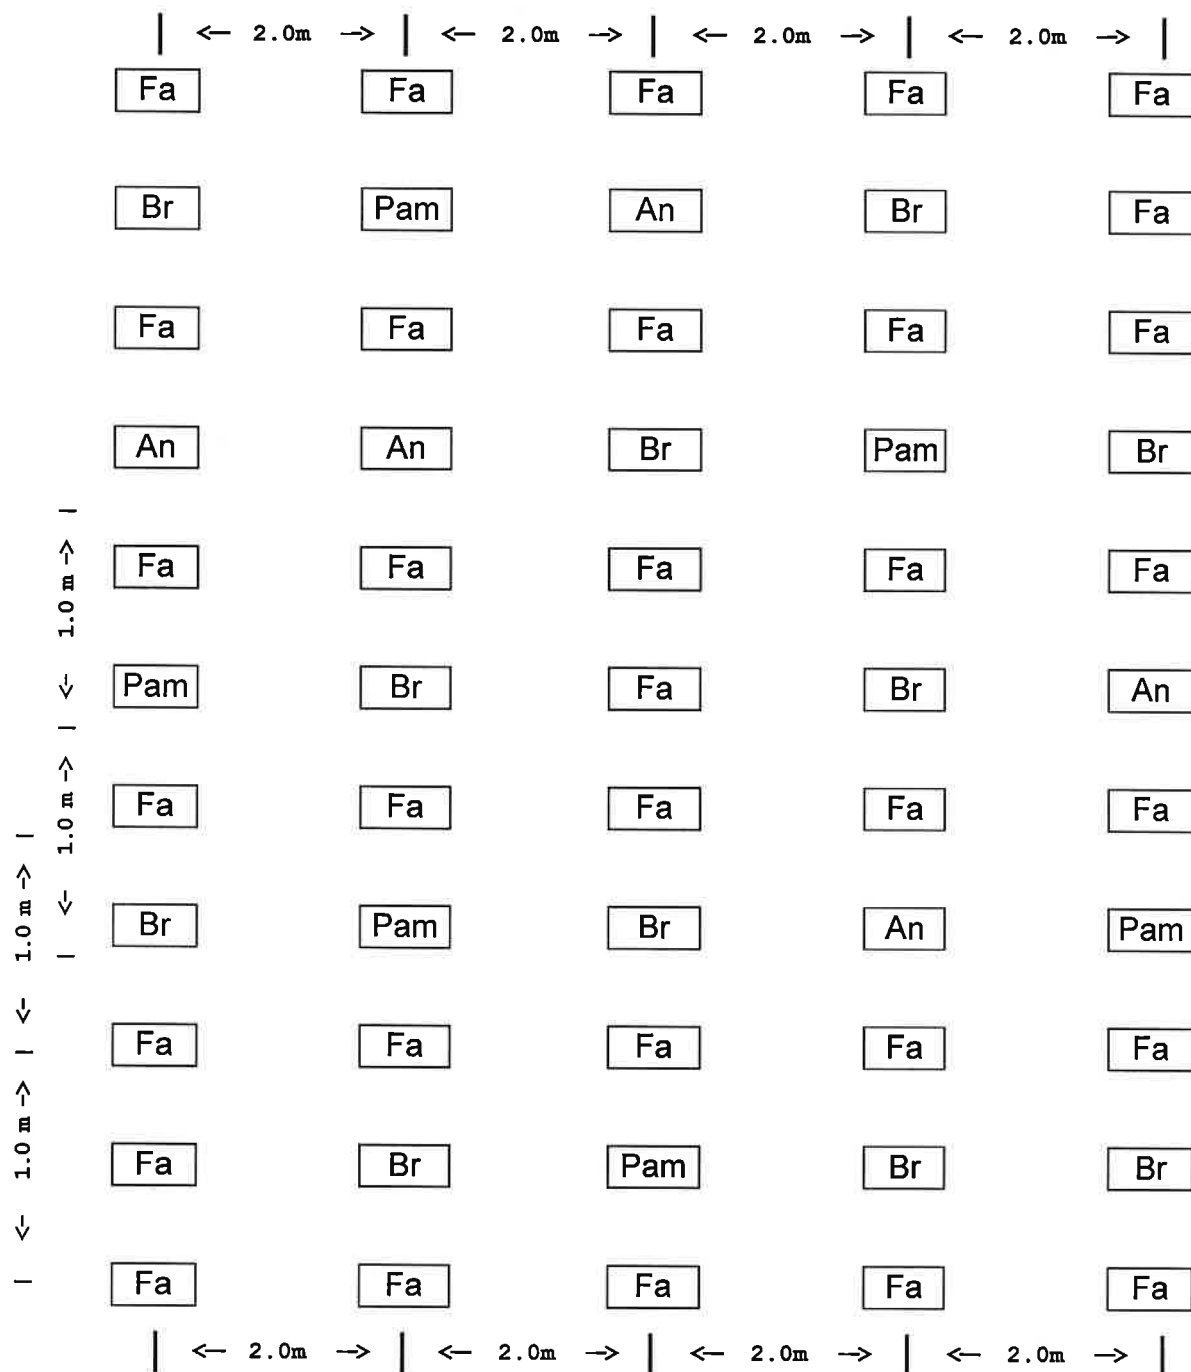 <— 2.0m —> <— 2.0m —> <— 2.0m —> <— 2.0m —>
Fa Fa Fa Fa Fa
Br Pam An Br Fa
Fa Fa Fa Fa Fa
An An Br Pam Br
Fa Fa Fa Fa Fa
Pam Br Fa Br An
Fa Fa Fa Fa Fa
Br Pam Br An Pam
Fa Fa Fa Fa Fa
Fa Br Pam Br Br
Fa Fa Fa Fa Fa
<— 2.0m —> <— 2.0m —> <— 2.0m —> <— 2.0m —>
<- 1.0 m ->
<- 1.0 m ->
<- 1.0 m ->
<- 1.0 m ->